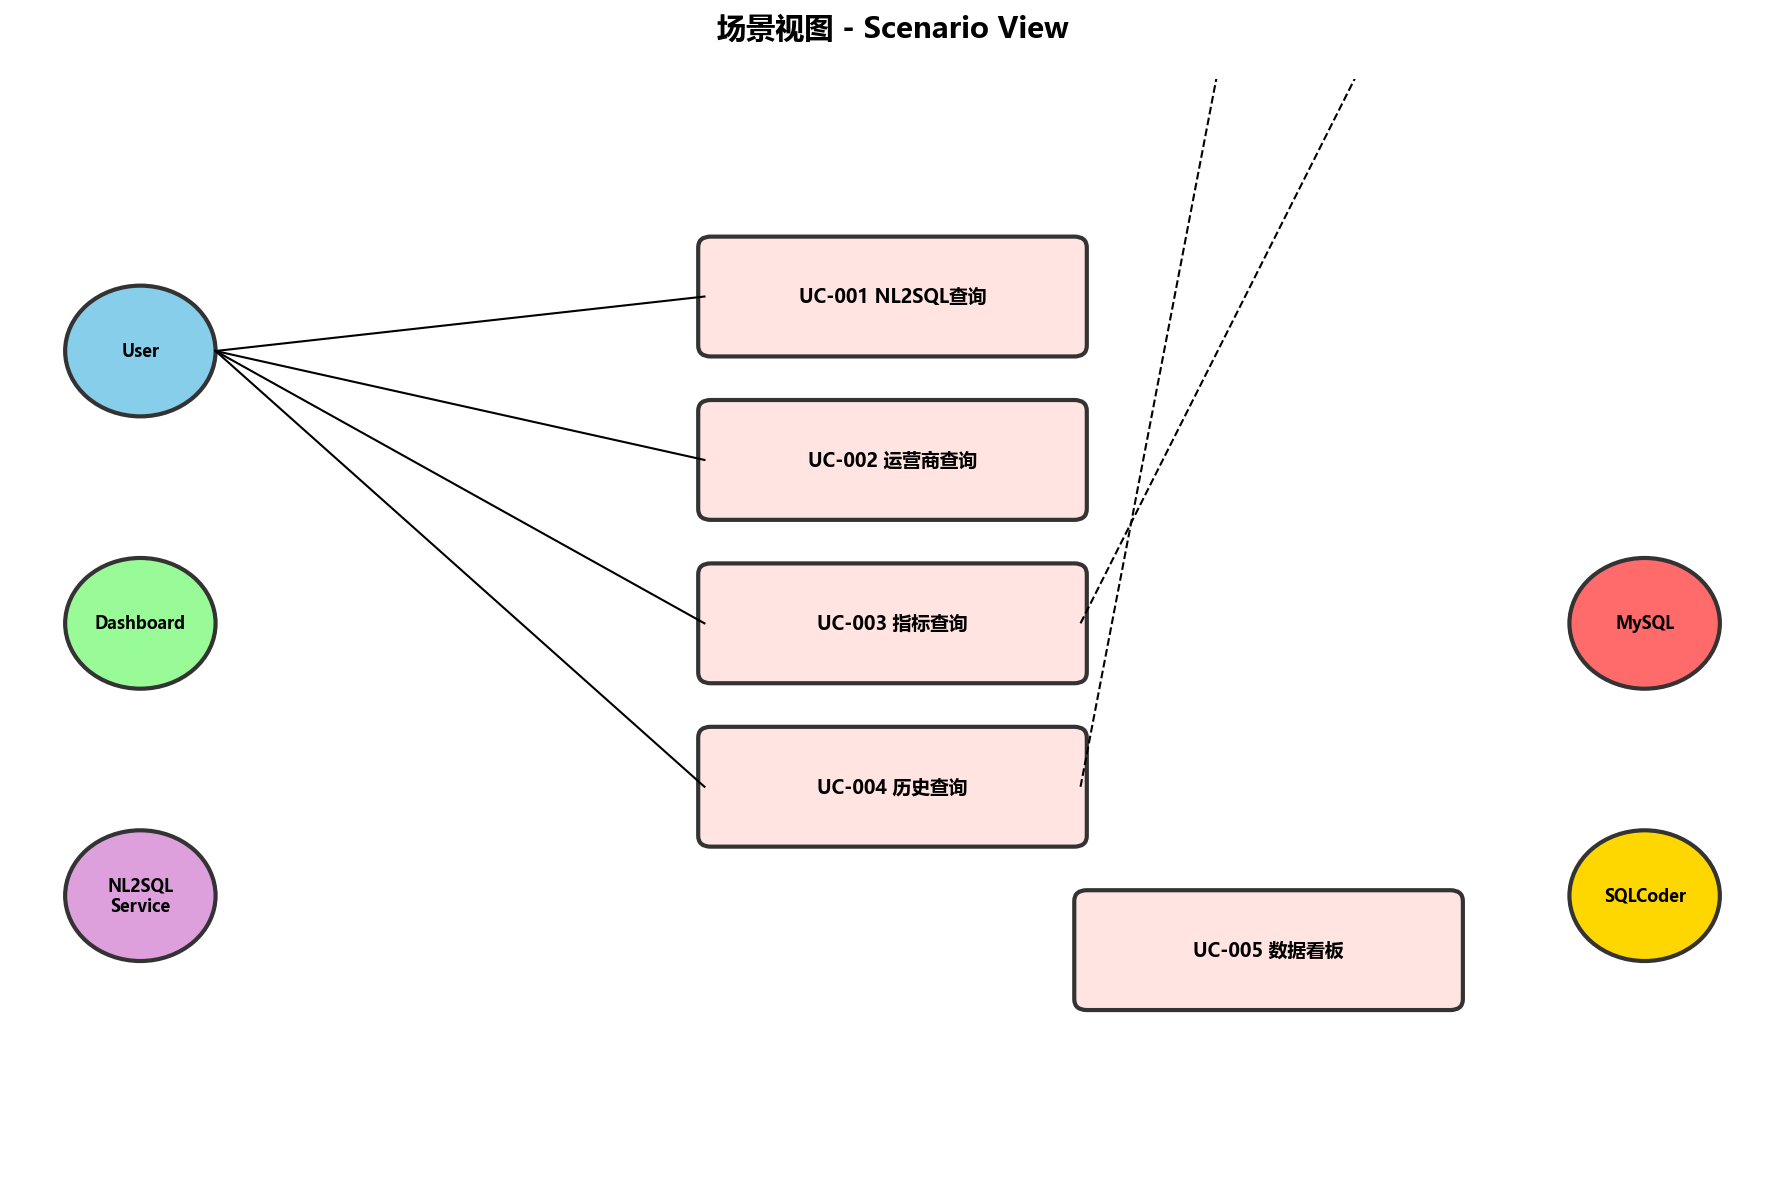 场景视图 - Scenario View
User
Dashboard
NL2SQL
Service
UC-001 NL2SQL查询
UC-002 运营商查询
UC-003 指标查询
UC-004 历史查询
UC-005 数据看板
MySQL
SQLCoder